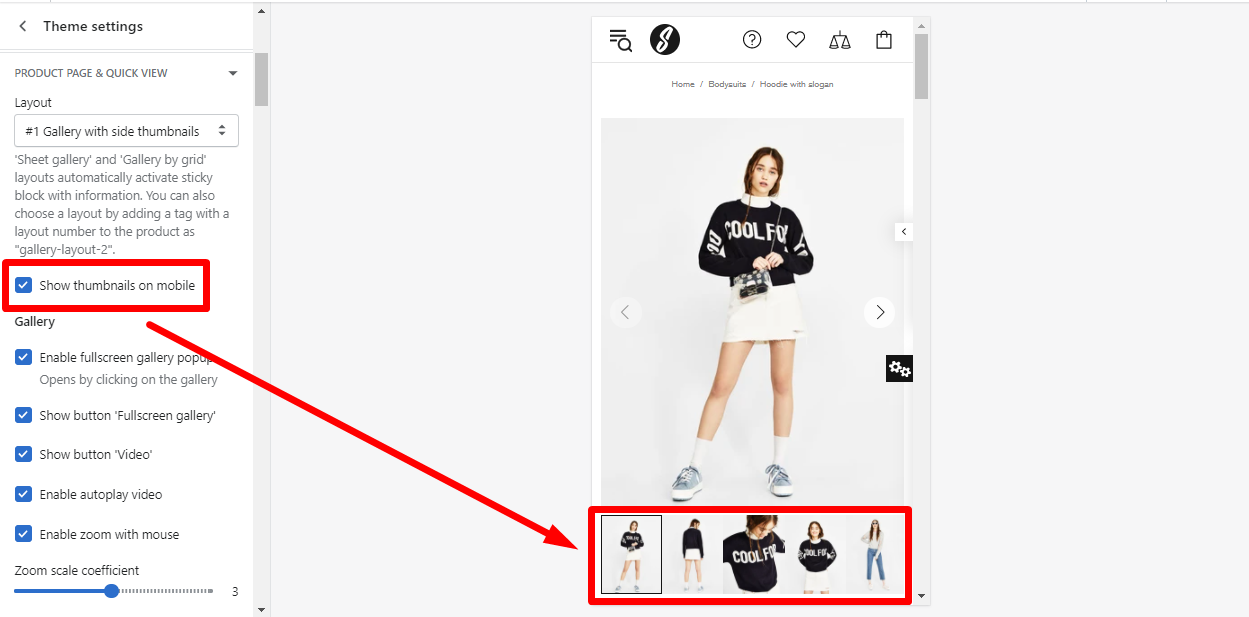 Theme settings
PRODUCT PAGE & QUICK VIEW
Layout
#1 Gallery with side thumbnails
'Sheet gallery' and 'Gallery by grid'
layouts automatically activate sticky
block with information. You can also
choose a layout by adding a tag with a
layout number to the product as
"gallery-layout-2".
Show thumbnails on mobile
Gallery
Enable fullscreen gallery popup
Opens by clicking on the gallery
Show button 'Fullscreen gallery'
Show button 'Video'
Enable autoplay video
Enable zoom with mouse
Zoom scale coefficient
3
Home / Bodysuits / Hoodie with slogan
COOL FO
COOL FO